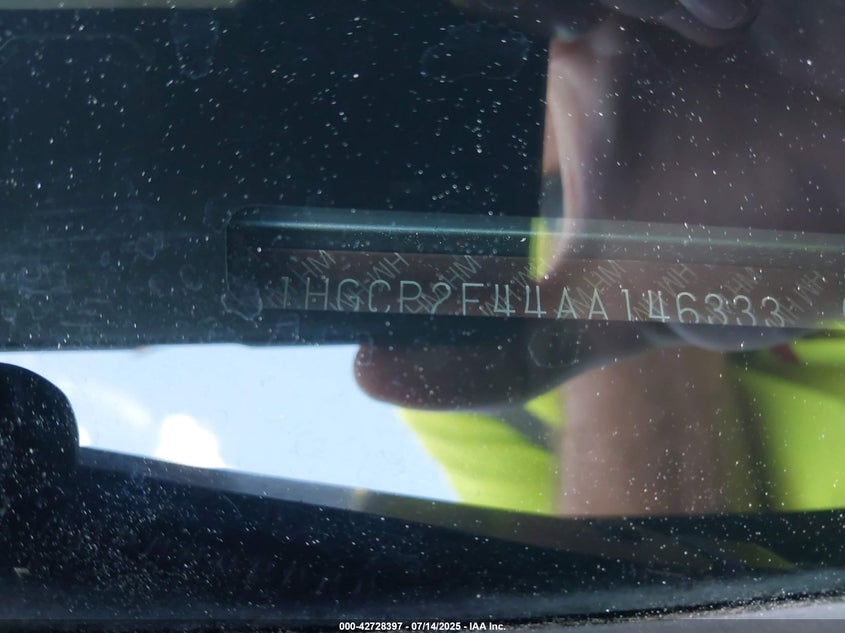 1HGCP2F44AA146333
000-42728397 - 07/14/2025 - IAA Inc.